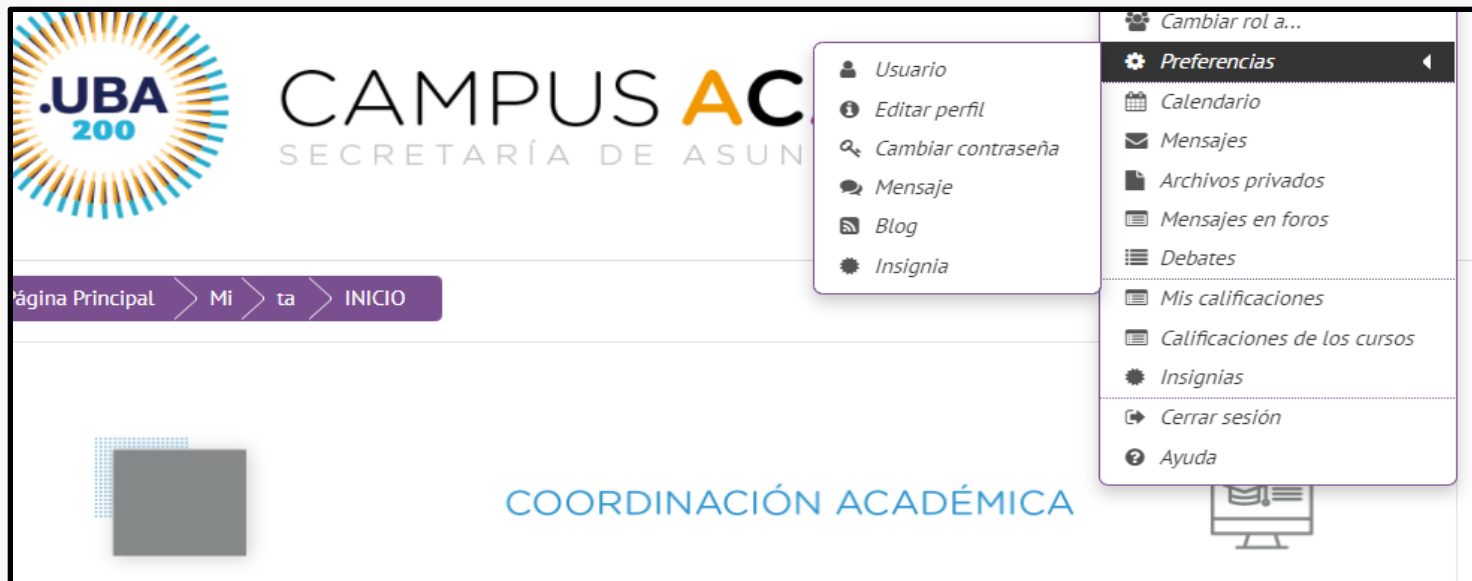 .UBA
200
CAMPUS AC
SECRETARÍA DE ASUN
Cambiar rol a...
Preferencias
Calendario
Mensajes
Archivos privados
Mensajes en foros
Debates
Mis calificaciones
Calificaciones de los cursos
Insignias
Cerrar sesión
Ayuda
Usuario
Editar perfil
Cambiar contraseña
Mensaje
Blog
Insignia
Página Principal Mi ta INICIO
COORDINACIÓN ACADÉMICA